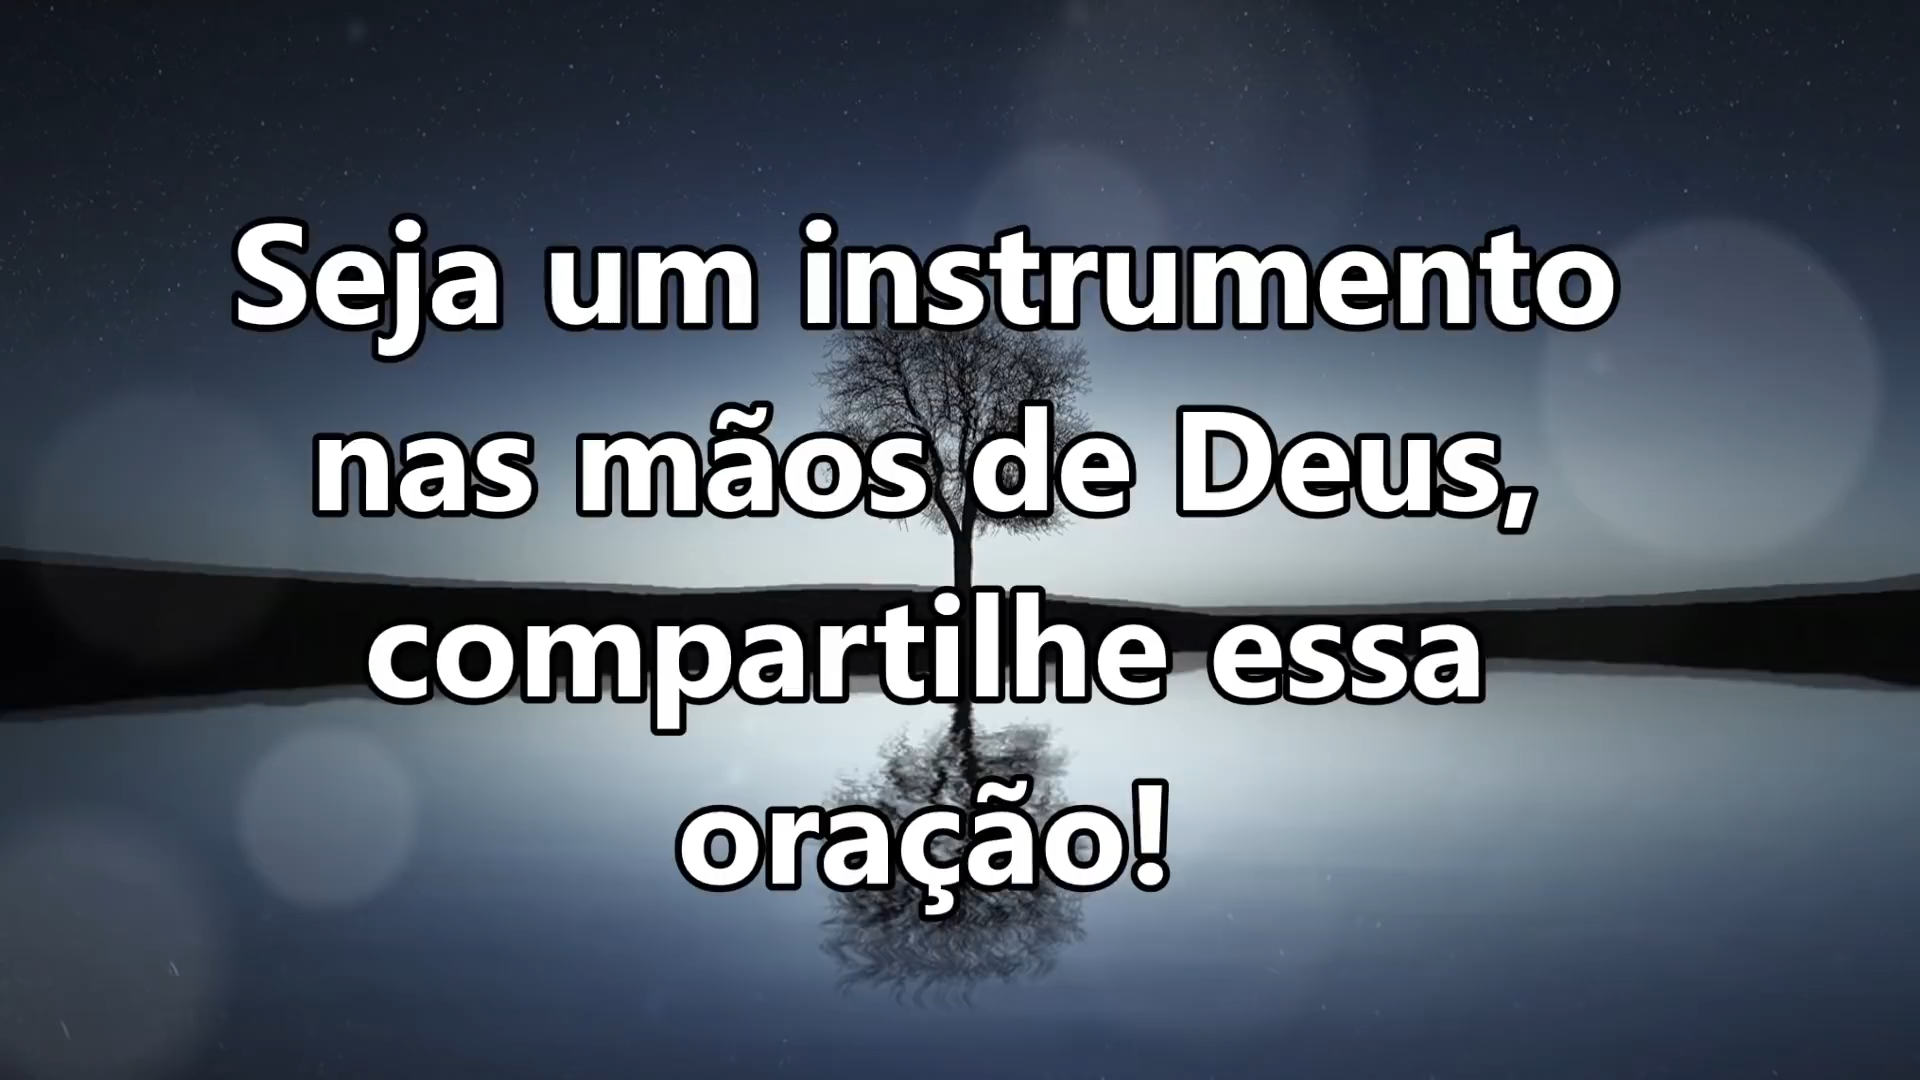 Seja um instrumento
nas mãos de Deus,
compartilhe essa
oração!